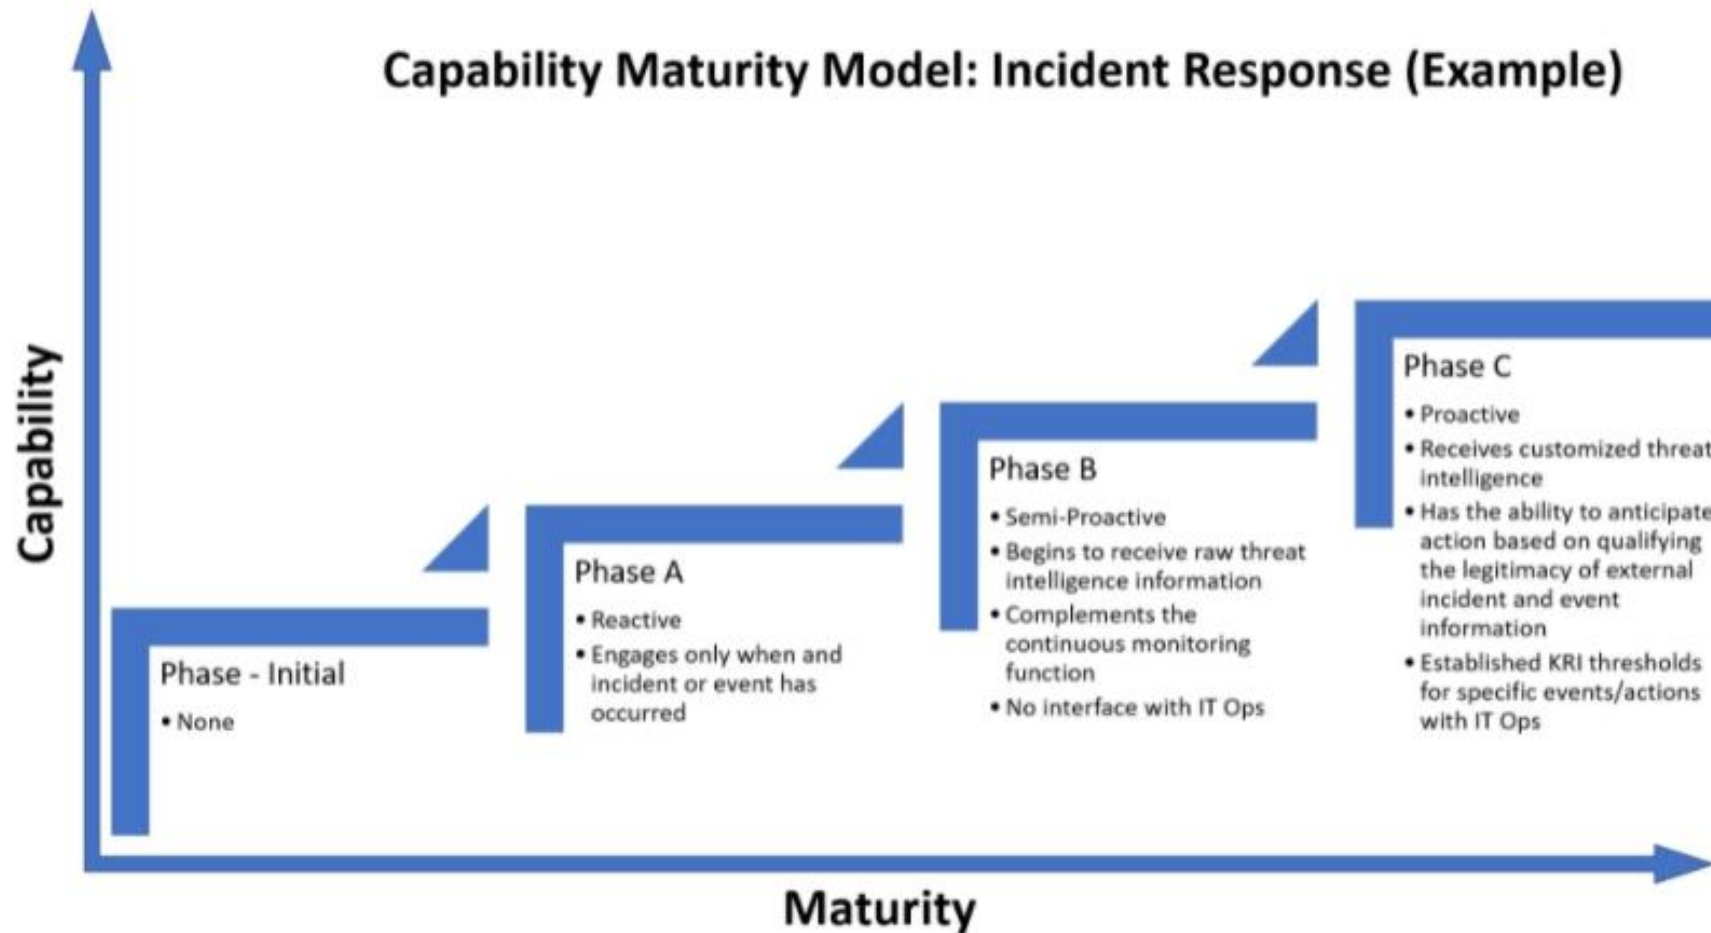 Capability Maturity Model: Incident Response (Example)
Capability
Phase - Initial
• None
Phase A
• Reactive
• Engages only when and
incident or event has
occurred
Phase B
• Semi-Proactive
• Begins to receive raw threat
intelligence information
• Complements the
continuous monitoring
function
• No interface with IT Ops
Phase C
• Proactive
• Receives customized threat
intelligence
• Has the ability to anticipate
action based on qualifying
the legitimacy of external
incident and event
information
• Established KRI thresholds
for specific events/actions
with IT Ops
Maturity